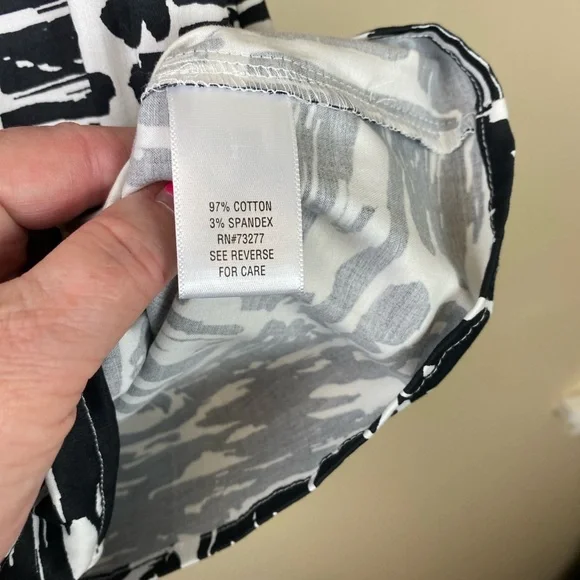 97% COTTON
3% SPANDEX
RN#73277
SEE REVERSE
FOR CARE